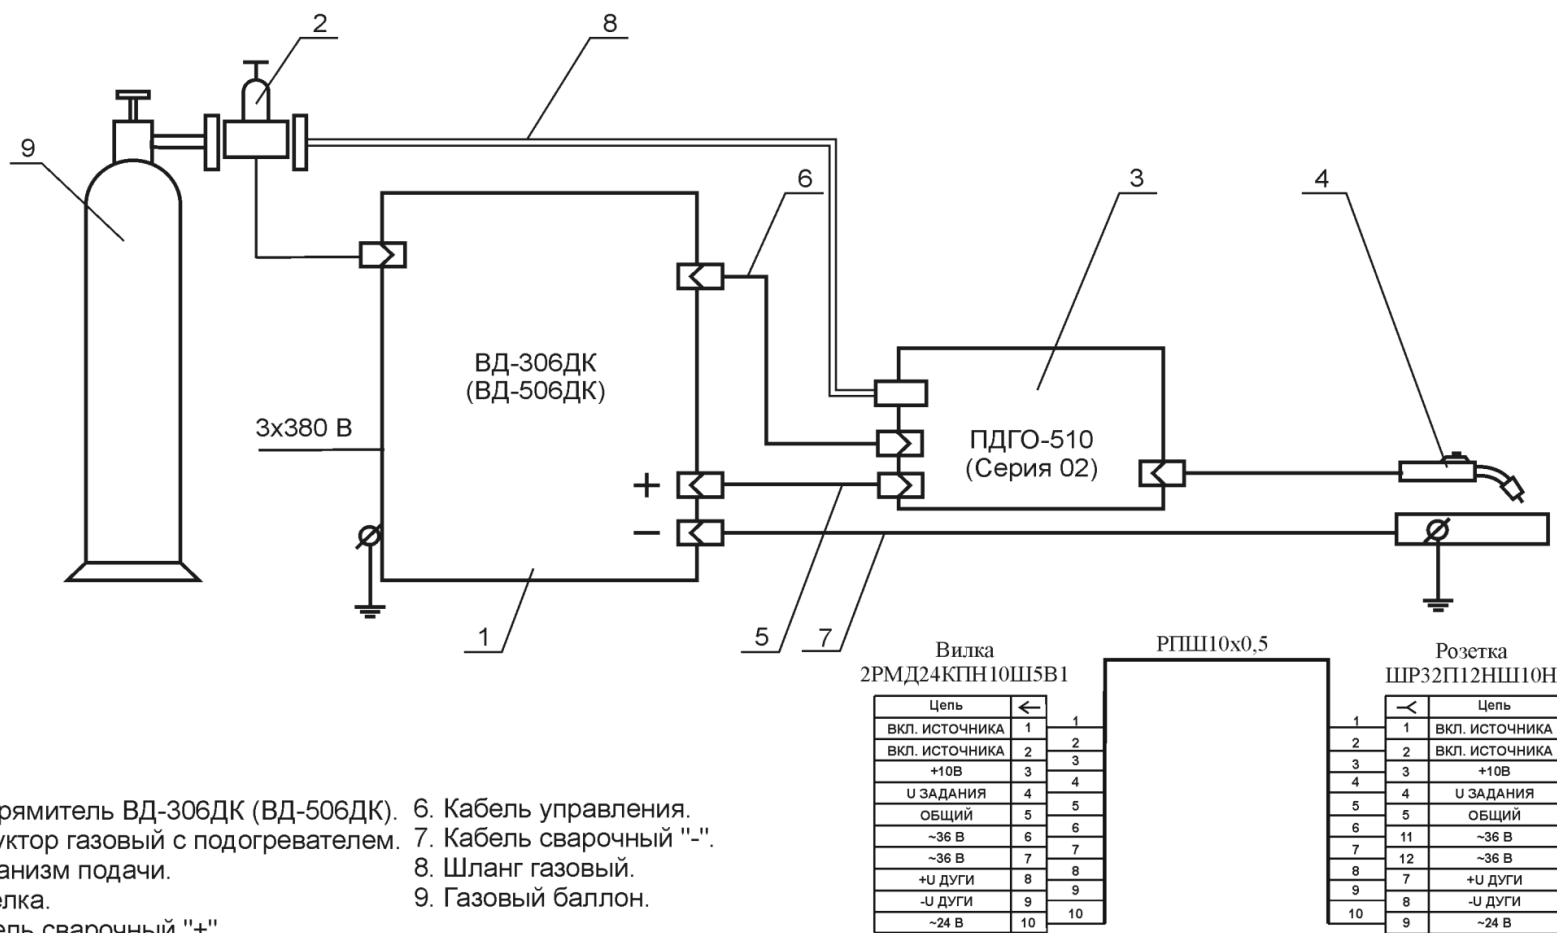 2
8
9
6
3
4
ВД-306ДК
(ВД-506ДК)
3х380 В
ПДГО-510
(Серия 02)
+
−
1
5
7
Вилка
2РМД24КПН10Ш5В1
РПШ10х0,5
Розетка
ШР32П12НШ10Н
Цепь
ВКЛ. ИСТОЧНИКА 1 1
ВКЛ. ИСТОЧНИКА 2 2
+10В 3 3
U ЗАДАНИЯ 4 4
ОБЩИЙ 5 5
~36 В 6 6
~36 В 7 7
+U ДУГИ 8 8
-U ДУГИ 9 9
~24 В 10 10
Цепь
1 1 ВКЛ. ИСТОЧНИКА
2 2 ВКЛ. ИСТОЧНИКА
3 3 +10В
4 4 U ЗАДАНИЯ
5 5 ОБЩИЙ
6 11 ~36 В
7 12 ~36 В
8 7 +U ДУГИ
9 8 -U ДУГИ
10 9 ~24 В
рямитель ВД-306ДК (ВД-506ДК).
уктор газовый с подогревателем.
анизм подачи.
елка.
ель сварочный "+"
6. Кабель управления.
7. Кабель сварочный "-".
8. Шланг газовый.
9. Газовый баллон.